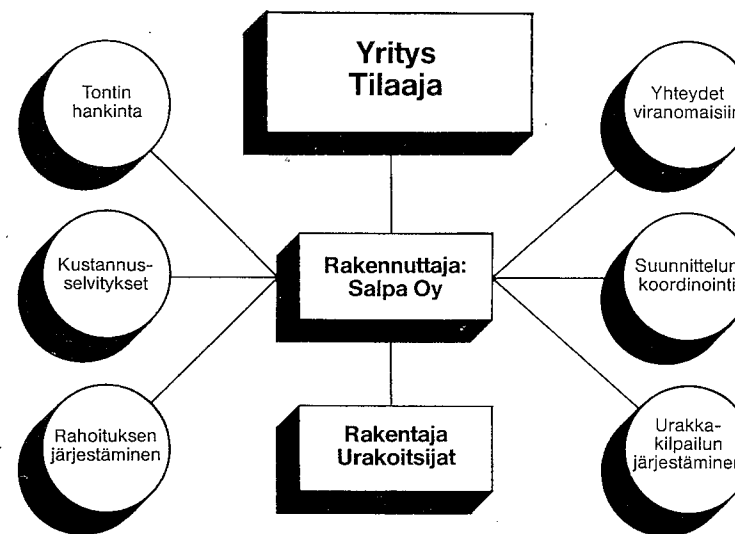 Yritys
Tilaaja
Tontin
hankinta
Yhteydet
viranomaisiin
Kustannus-
selvitykset
Rakennuttaja:
Salpa Oy
Suunnittelun
koordinointi
Rahoituksen
järjestäminen
Rakentaja
Urakoitsijat
Urakka-
kilpailun
järjestäminen